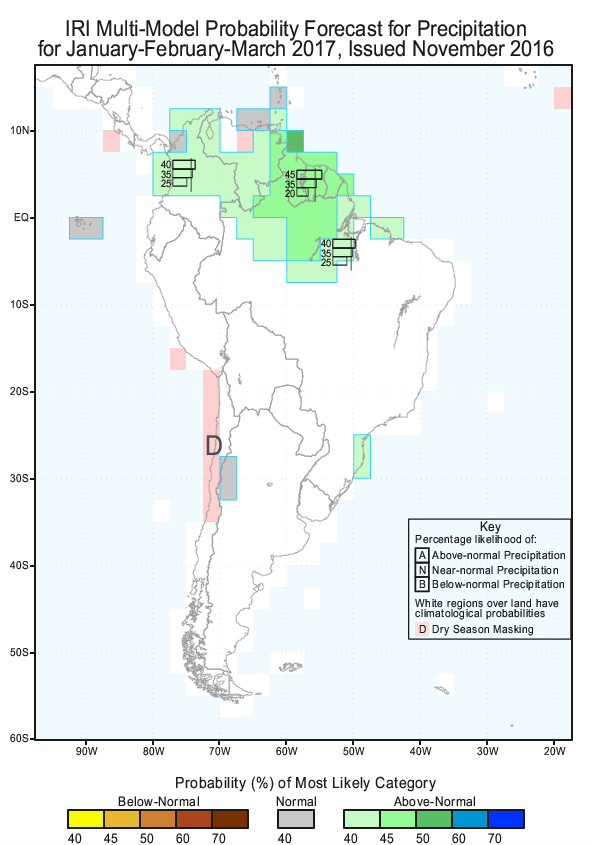 IRI Multi-Model Probability Forecast for Precipitation
for January-February-March 2017, Issued November 2016
10N
EQ
10S
20S
30S
40S
50S
60S
40
35
25
45
35
20
40
35
25
D
Key
Percentage likelihood of:
A Above-normal Precipitation
N Near-normal Precipitation
B Below-normal Precipitation
White regions over land have
climatological probabilities
D Dry Season Masking
90W 80W 70W 60W 50W 40W 30W 20W
Probability (%) of Most Likely Category
Below-Normal Normal Above-Normal
40 45 50 60 70 40 40 45 50 60 70